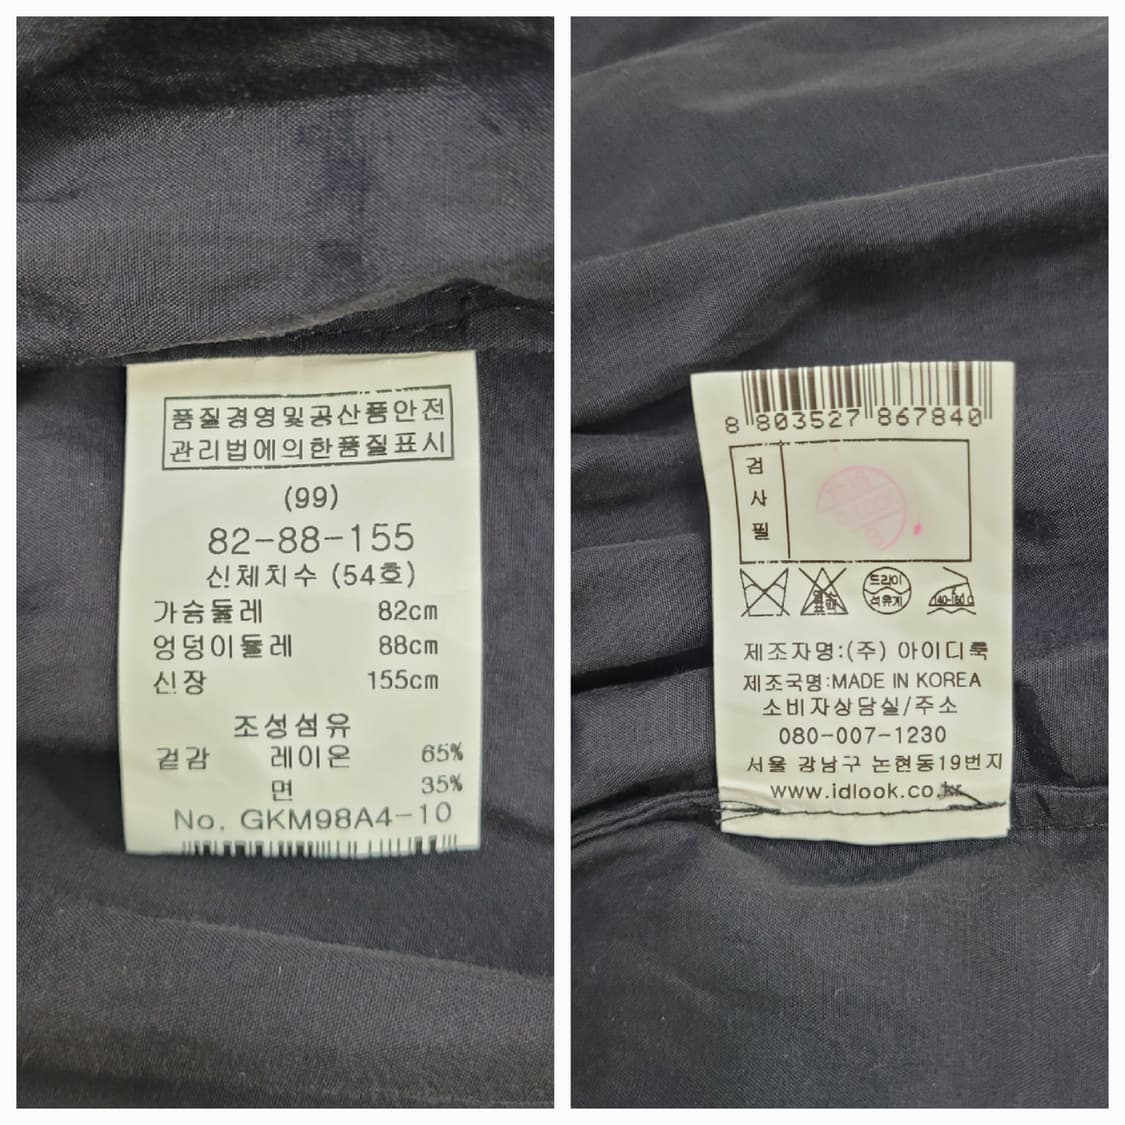 품질경영및공산품안전
관리법에의한품질표시
(99)
82-88-155
신체치수 (54호)
가슴둘레 82cm
엉덩이둘레 88cm
신장 155cm
조성섬유
겉감 레이온 65%
면 35%
No. GKM98A4-10
8 803527 867840
검
사
필
드라이
석유계
제조자명:(주) 아이디룩
제조국명:MADE IN KOREA
소비자상담실/주소
080-007-1230
서울 강남구 논현동19번지
www.idlook.co.kr